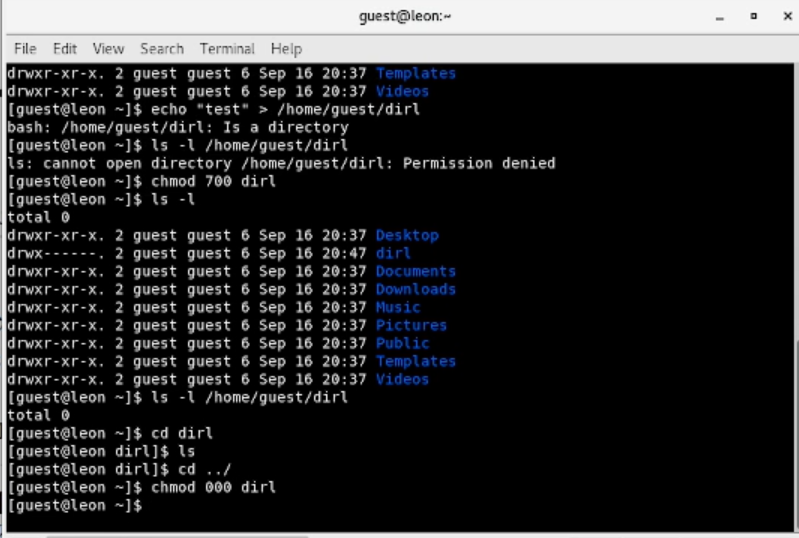 guest@leon:~
File Edit View Search Terminal Help
drwxr-xr-x. 2 guest guest 6 Sep 16 20:37 Templates
drwxr-xr-x. 2 guest guest 6 Sep 16 20:37 Videos
[guest@leon ~]$ echo "test" > /home/guest/dirl
bash: /home/guest/dirl: Is a directory
[guest@leon ~]$ ls -l /home/guest/dirl
ls: cannot open directory /home/guest/dirl: Permission denied
[guest@leon ~]$ chmod 700 dirl
[guest@leon ~]$ ls -l
total 0
drwxr-xr-x. 2 guest guest 6 Sep 16 20:37 Desktop
drwx------. 2 guest guest 6 Sep 16 20:47 dirl
drwxr-xr-x. 2 guest guest 6 Sep 16 20:37 Documents
drwxr-xr-x. 2 guest guest 6 Sep 16 20:37 Downloads
drwxr-xr-x. 2 guest guest 6 Sep 16 20:37 Music
drwxr-xr-x. 2 guest guest 6 Sep 16 20:37 Pictures
drwxr-xr-x. 2 guest guest 6 Sep 16 20:37 Public
drwxr-xr-x. 2 guest guest 6 Sep 16 20:37 Templates
drwxr-xr-x. 2 guest guest 6 Sep 16 20:37 Videos
[guest@leon ~]$ ls -l /home/guest/dirl
total 0
[guest@leon ~]$ cd dirl
[guest@leon dirl]$ ls
[guest@leon dirl]$ cd ../
[guest@leon ~]$ chmod 000 dirl
[guest@leon ~]$